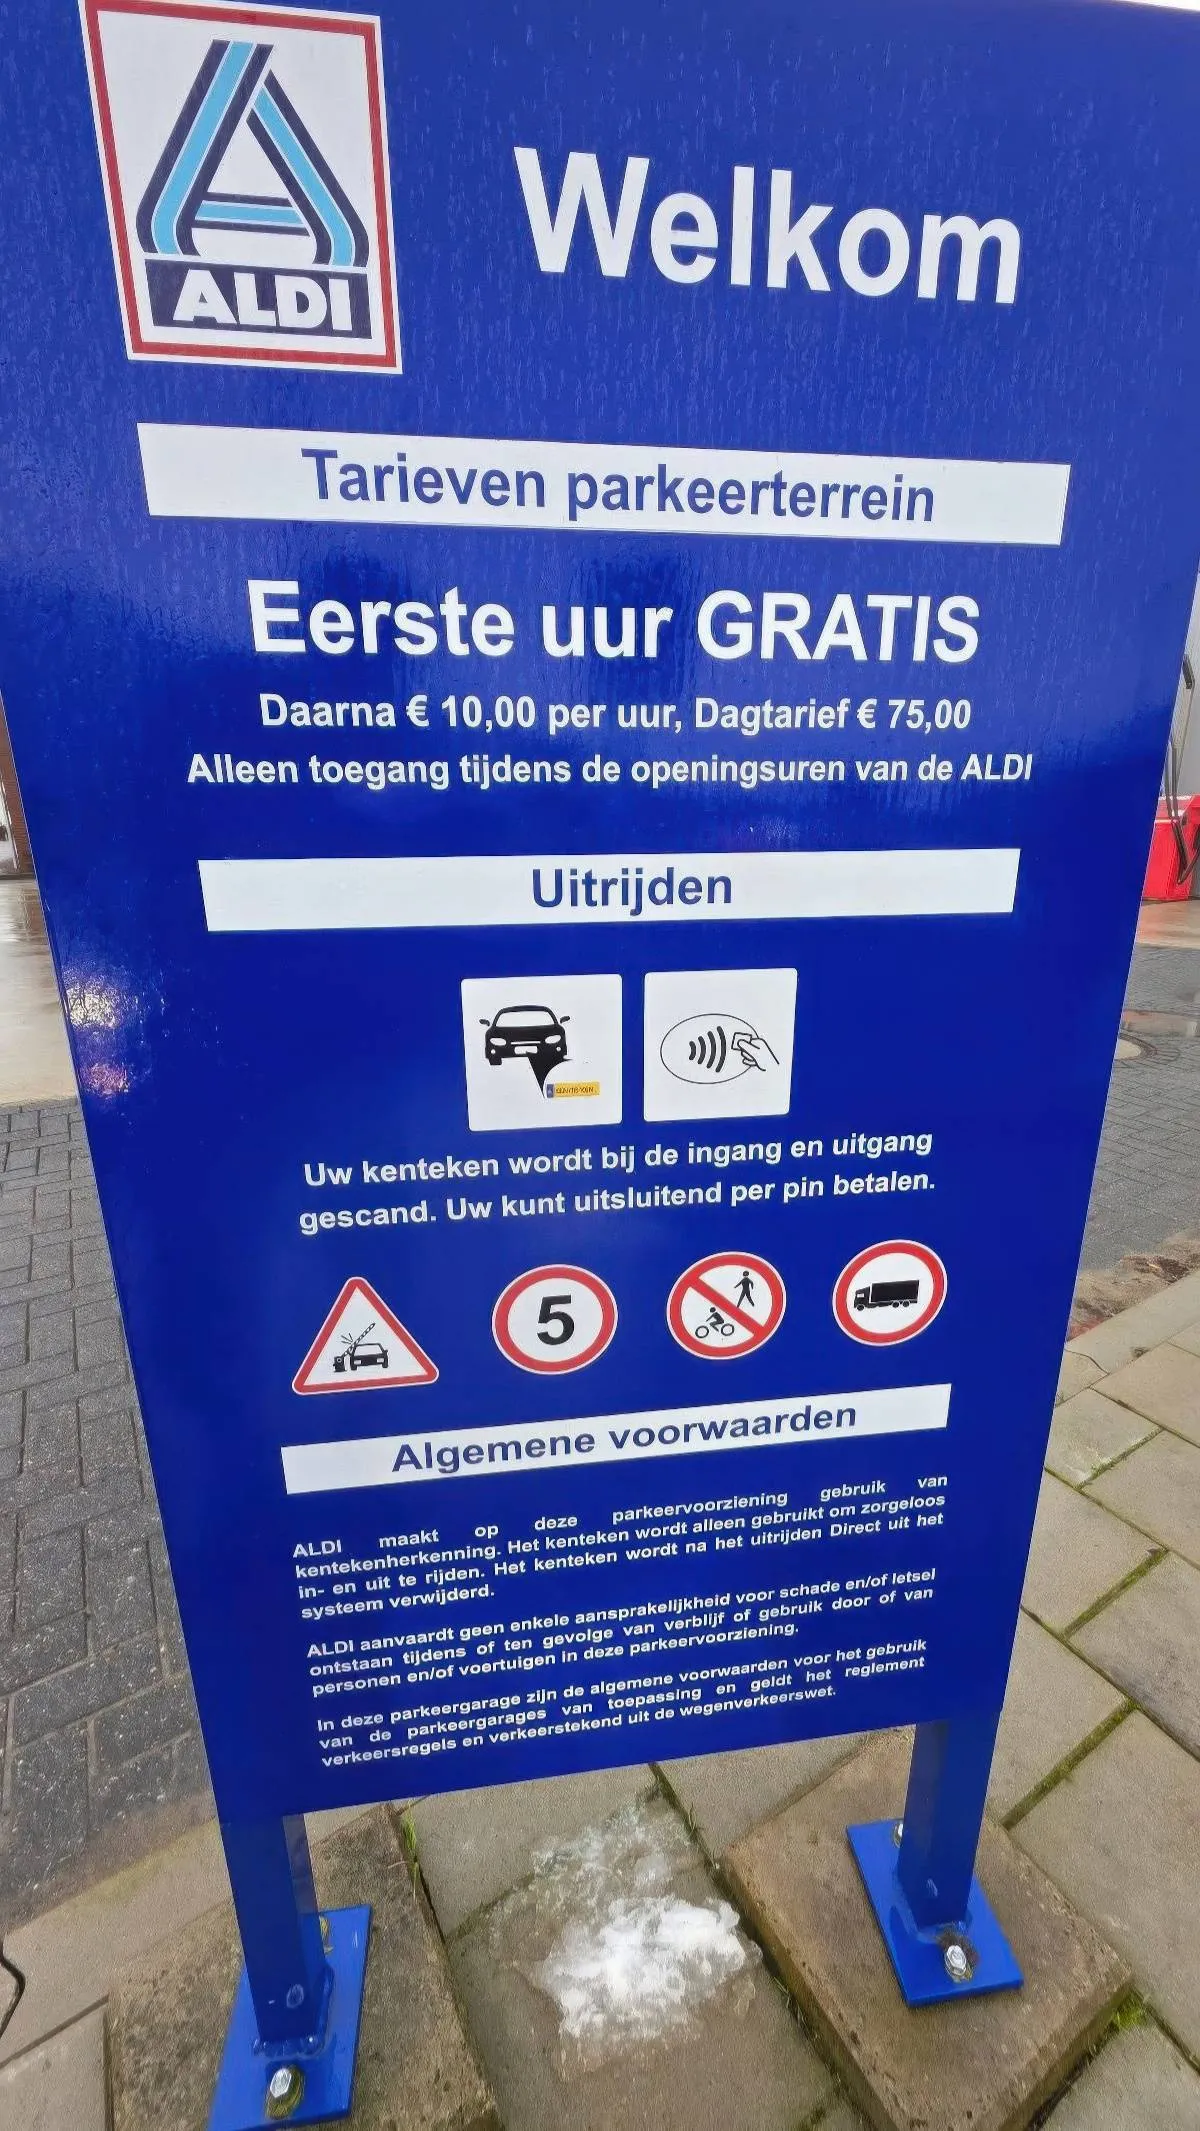 ALDI
Welkom
Tarieven parkeerterrein
Eerste uur GRATIS
Daarna € 10,00 per uur, Dagtarief € 75,00
Alleen toegang tijdens de openingsuren van de ALDI
Uitrijden
Uw kenteken wordt bij de ingang en uitgang
gescand. Uw kunt uitsluitend per pin betalen.
5
Algemene voorwaarden
ALDI maakt op deze parkeervoorziening gebruik van
kentekenherkenning. Het kenteken wordt alleen gebruikt om zorgeloos
in- en uit te rijden. Het kenteken wordt na het uitrijden Direct uit het
systeem verwijderd.
ALDI aanvaardt geen enkele aansprakelijkheid voor schade en/of letsel
ontstaan tijdens of ten gevolge van verblijf of gebruik door of van
personen en/of voertuigen in deze parkeervoorziening.
In deze parkeergarage zijn de algemene voorwaarden voor het gebruik
van de parkeergarages van toepassing en geldt het reglement
verkeersregels en verkeerstekend uit de wegenverkeerswet.